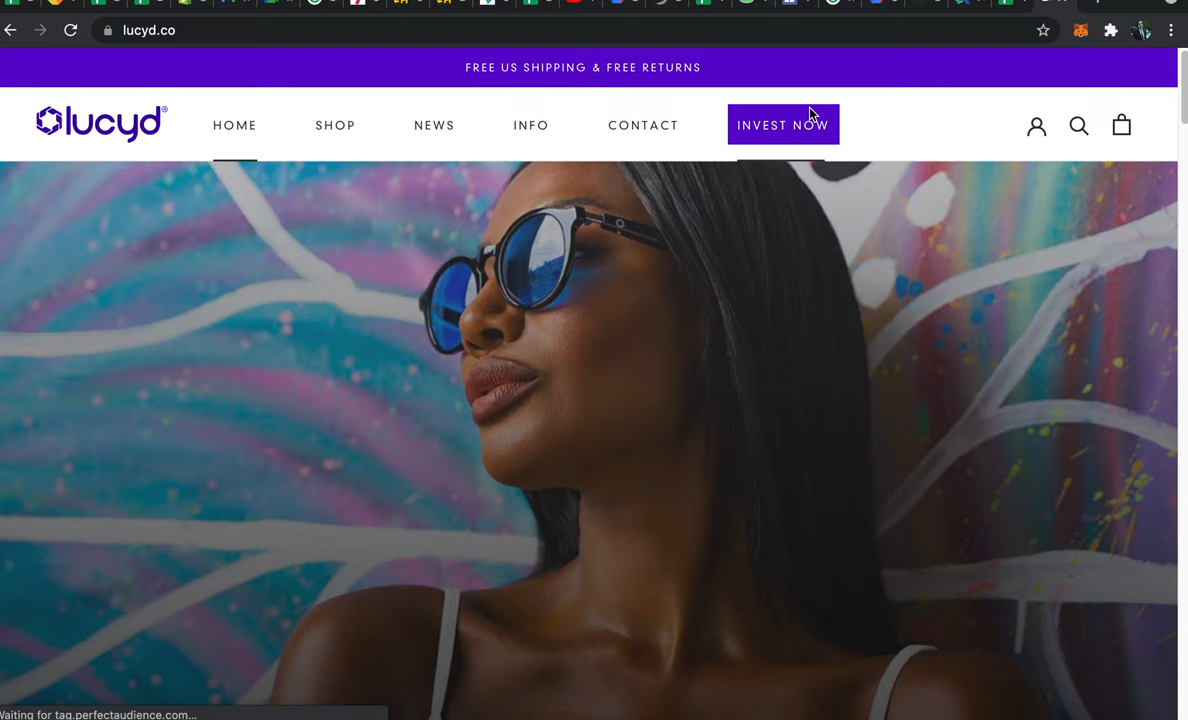 lucyd.co
FREE US SHIPPING & FREE RETURNS
lucyd®
HOME
SHOP
NEWS
INFO
CONTACT
INVEST NOW
Waiting for tag.perfectaudience.com...